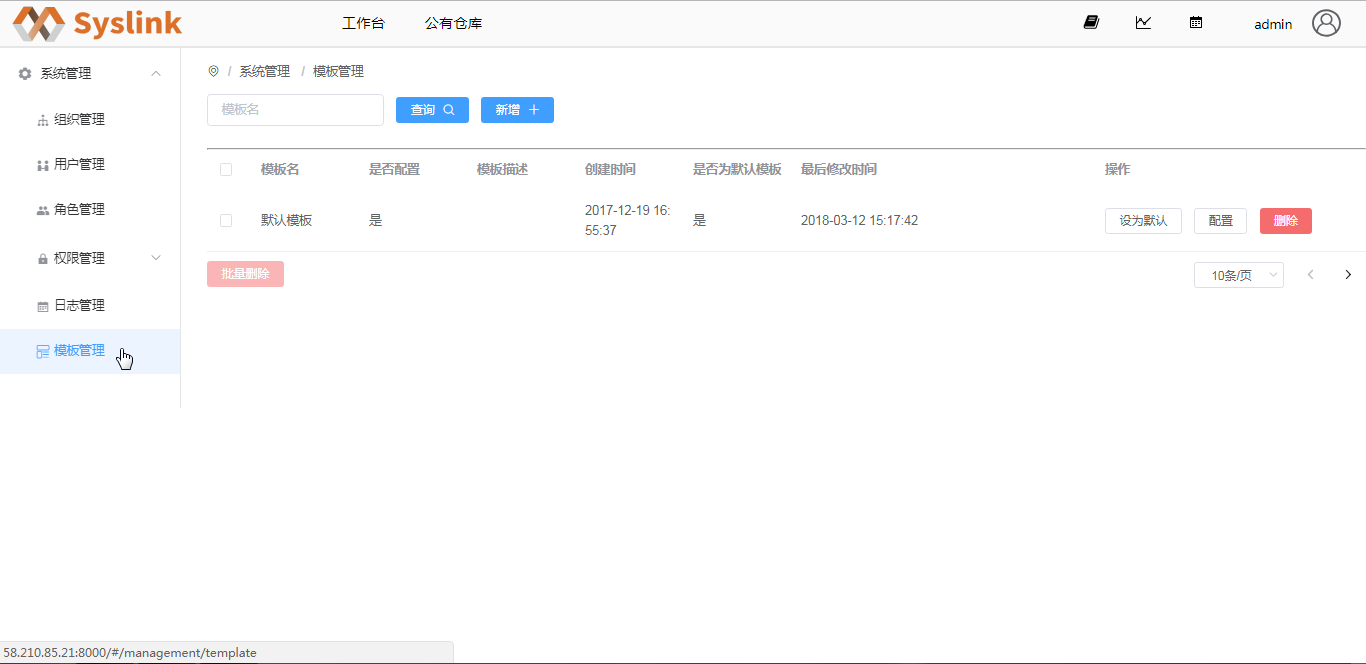 Syslink
工作台
公有仓库
admin
系统管理
组织管理
用户管理
角色管理
权限管理
日志管理
模板管理
/ 系统管理 / 模板管理
模板名
查询
新增
模板名 是否配置 模板描述 创建时间 是否为默认模板 最后修改时间 操作
默认模板 是 2017-12-19 16:
55:37
是 2018-03-12 15:17:42 设为默认 配置 删除
批量删除
10条/页
58.210.85.21:8000/#/management/template